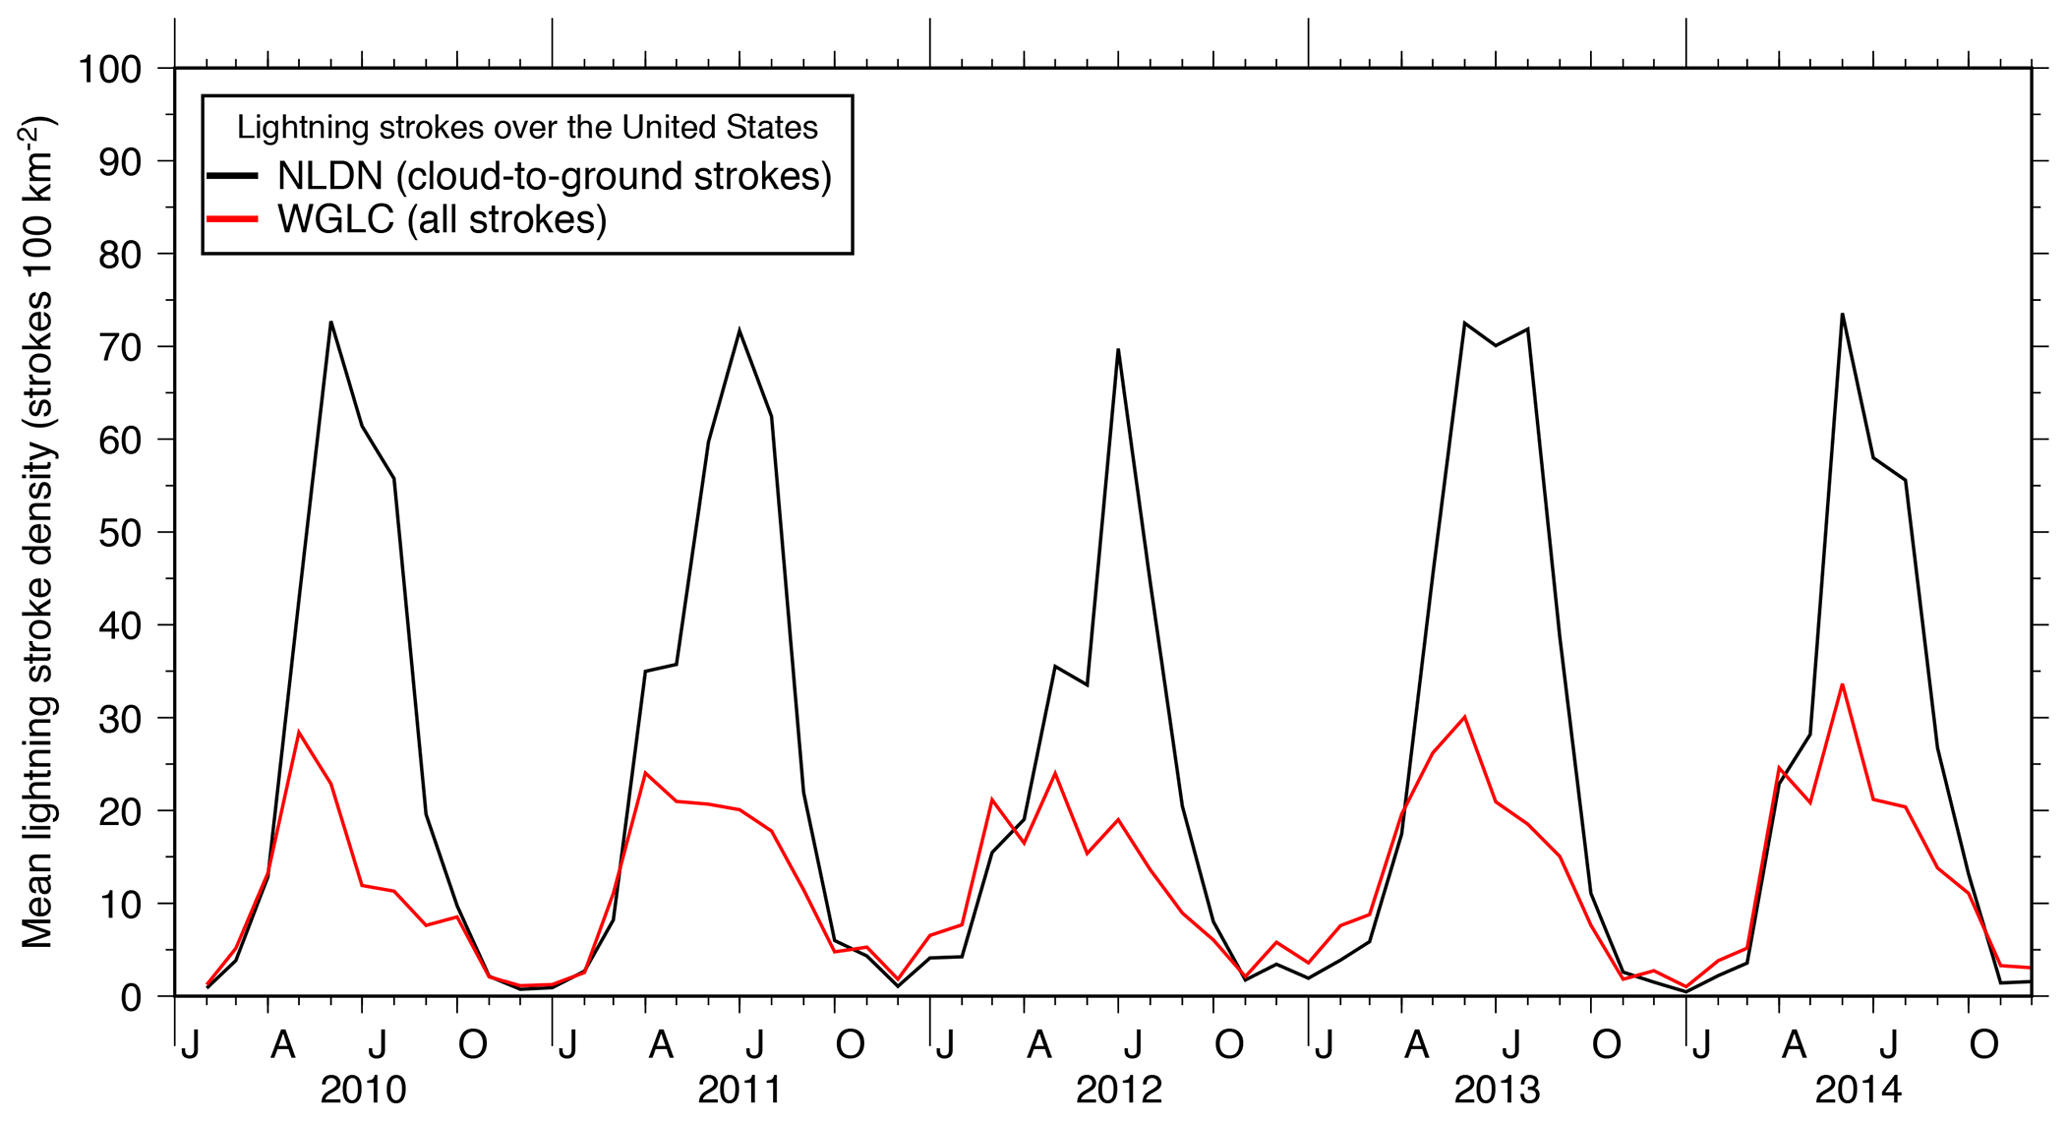 Mean lightning stroke density (strokes 100 km⁻²)
100
90
80
70
60
50
40
30
20
10
0
Lightning strokes over the United States
NLDN (cloud-to-ground strokes)
WGLC (all strokes)
J A J O J A J O J A J O J A J O J A J O
2010 2011 2012 2013 2014